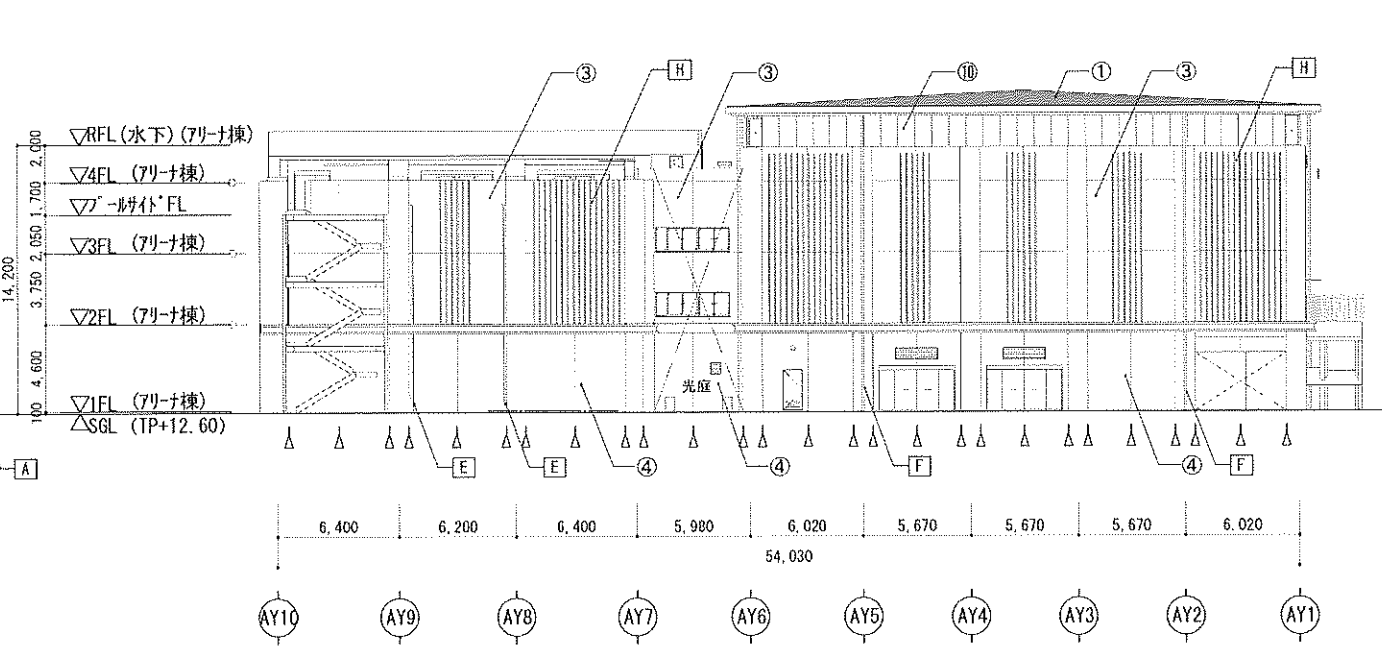 ③ H ③ ⑩ ① ③ H
▽RFL(水下)(アリーナ棟)
2,000
▽4FL (アリーナ棟)
1,700
▽プールサイドFL
2,050
▽3FL (アリーナ棟)
14,200
3,750
▽2FL (アリーナ棟)
4,600
光庭
▽1FL (アリーナ棟)
100
△SGL (TP+12.60)
A E E ④ ④ F ④ F
6,400 6,200 6,400 5,980 6,020 5,670 5,670 5,670 6,020
54,030
AY10 AY9 AY8 AY7 AY6 AY5 AY4 AY3 AY2 AY1